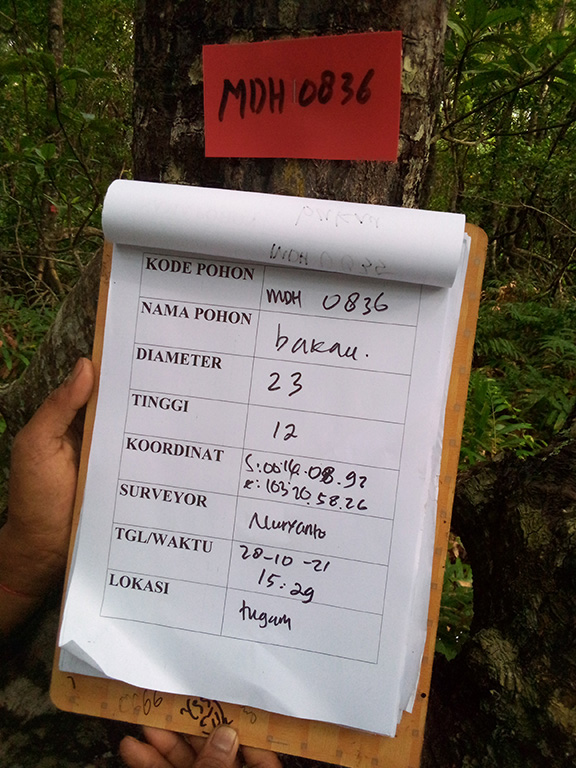 MDH 0836
KODE POHON MDH 0836
NAMA POHON bakau.
DIAMETER 23
TINGGI 12
KOORDINAT S:00.14.08.92
E:103.20.58.26
SURVEYOR Nuryanto
TGL/WAKTU 28-10-21
15:29
LOKASI tugam